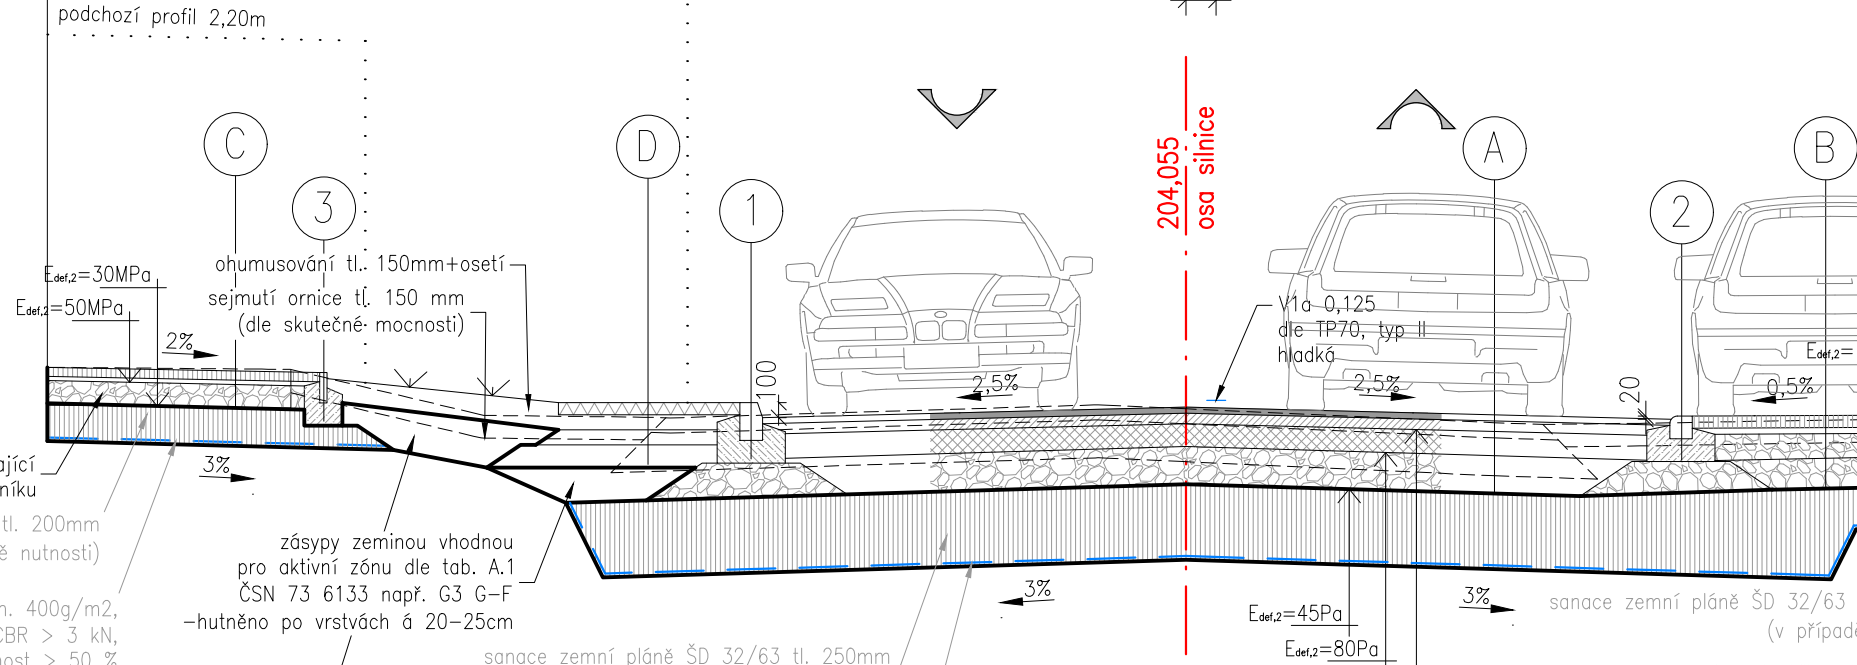 podchozí profil 2,20m
C
D
A
B
3
1
2
204,055
osa silnice
ohumusování tl. 150mm+osetí
sejmutí ornice tl. 150 mm
(dle skutečné mocnosti)
Edef,2=30MPa
Edef,2=50MPa
2%
V1a 0,125
dle TP70, typ II
hladká
Edef,2=
100
2,5%
2,5%
20
0,5%
3%
ající
níku
tl. 200mm
ě nutnosti)
zásypy zeminou vhodnou
pro aktivní zónu dle tab. A.1
ČSN 73 6133 např. G3 G-F
-hutněno po vrstvách á 20-25cm
400g/m2,
CBR > 3 kN,
nost > 50 %
3%
3%
Edef,2=45Pa
Edef,2=80Pa
sanace zemní pláně ŠD 32/63
(v případě
sanace zemní pláně ŠD 32/63 tl. 250mm